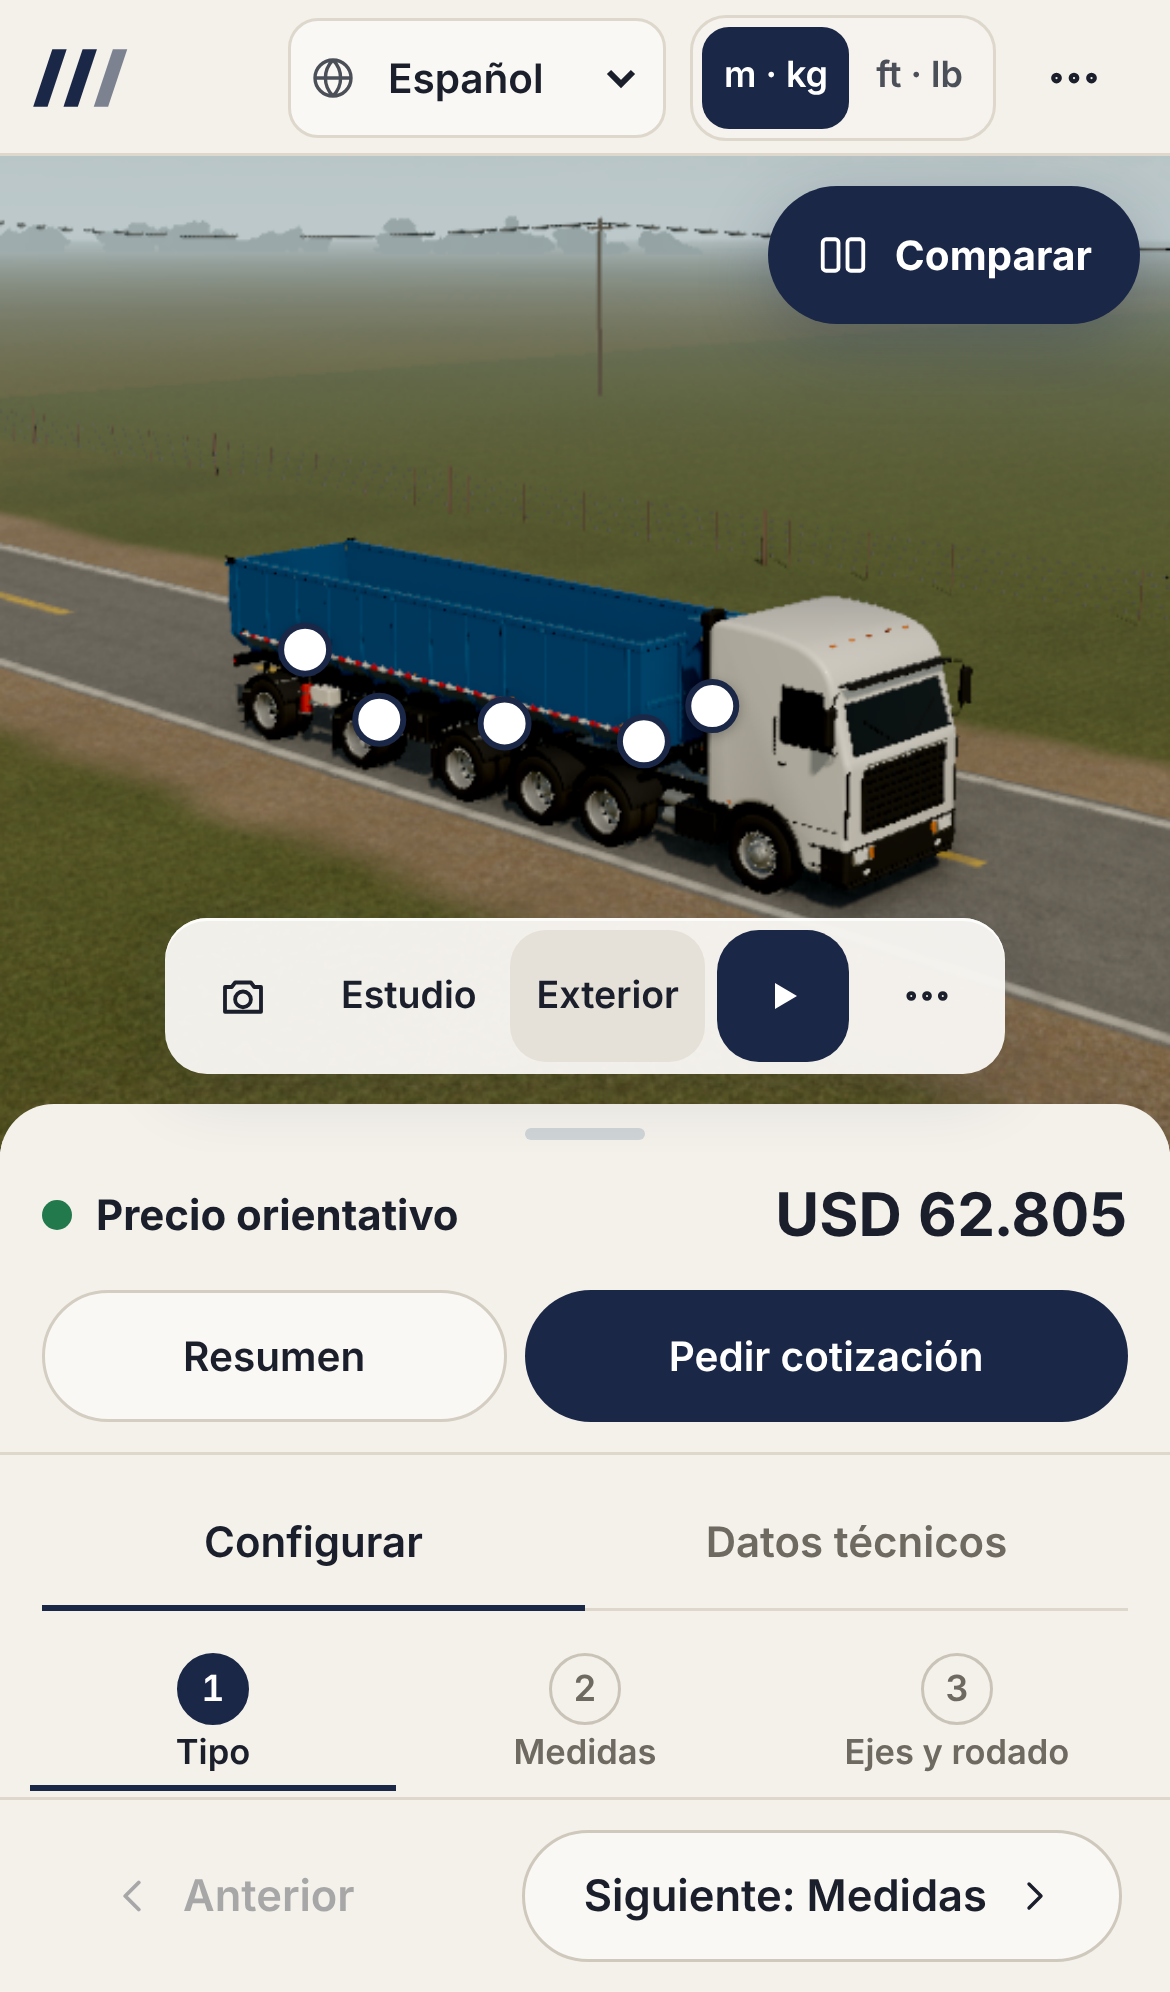 Español
m · kg
ft · lb
Comparar
Estudio
Exterior
Precio orientativo
USD 62.805
Resumen
Pedir cotización
Configurar
Datos técnicos
1
Tipo
2
Medidas
3
Ejes y rodado
Anterior
Siguiente: Medidas